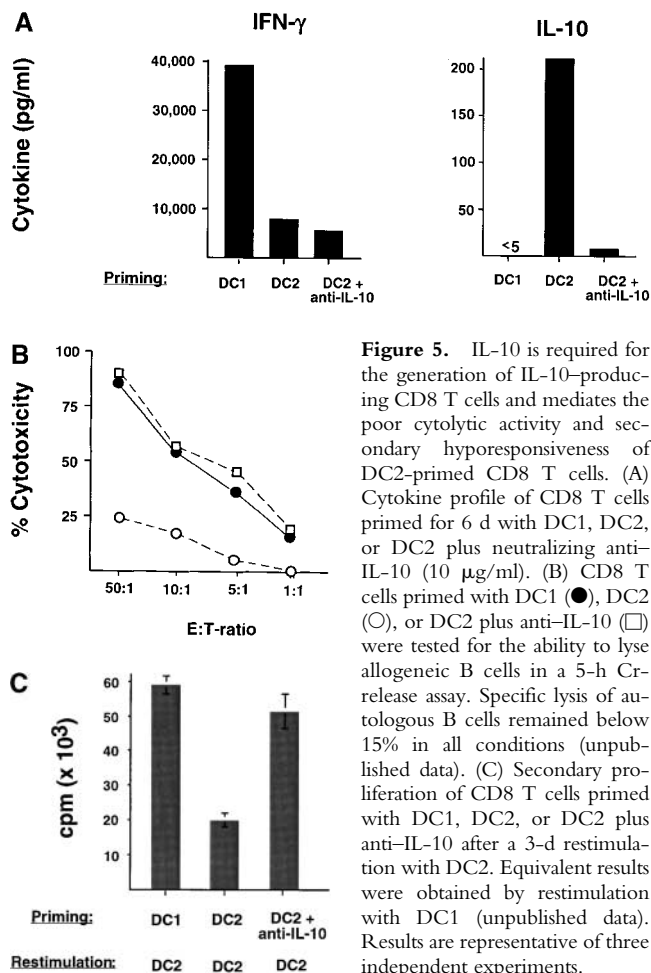 A
IFN-γ
IL-10
Cytokine (pg/ml)
40,000
30,000
20,000
10,000
200
150
100
50
<5
Priming:
DC1
DC2
DC2 +
anti-IL-10
DC1
DC2
DC2 +
anti-IL-10
B
% Cytotoxicity
100
75
50
25
50:1
10:1
5:1
1:1
E:T-ratio
C
cpm (x 10³)
60
50
40
30
20
10
Priming:
DC1
DC2
DC2 +
anti-IL-10
Restimulation:
DC2
DC2
DC2
Figure 5. IL-10 is required for
the generation of IL-10–produc-
ing CD8 T cells and mediates the
poor cytolytic activity and sec-
ondary hyporesponsiveness of
DC2-primed CD8 T cells. (A)
Cytokine profile of CD8 T cells
primed for 6 d with DC1, DC2,
or DC2 plus neutralizing anti–
IL-10 (10 μg/ml). (B) CD8 T
cells primed with DC1 (●), DC2
(○), or DC2 plus anti–IL-10 (□)
were tested for the ability to lyse
allogeneic B cells in a 5-h Cr-
release assay. Specific lysis of au-
tologous B cells remained below
15% in all conditions (unpub-
lished data). (C) Secondary pro-
liferation of CD8 T cells primed
with DC1, DC2, or DC2 plus
anti–IL-10 after a 3-d restimula-
tion with DC2. Equivalent results
were obtained by restimulation
with DC1 (unpublished data).
Results are representative of three
independent experiments.